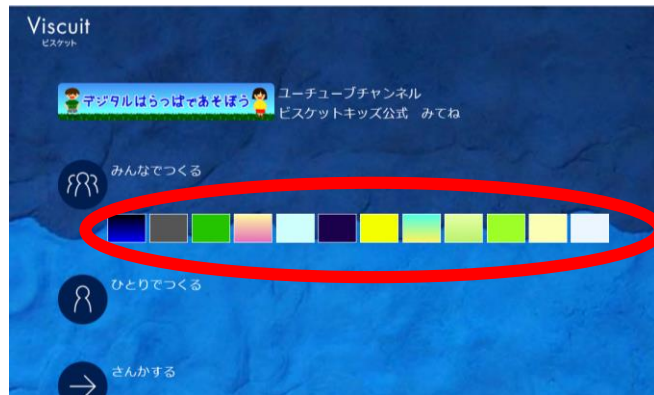 Viscuit
ビスケット
デジタルはらっぱであそぼう
ユーチューブチャンネル
ビスケットキッズ公式　みてね
みんなでつくる
ひとりでつくる
さんかする